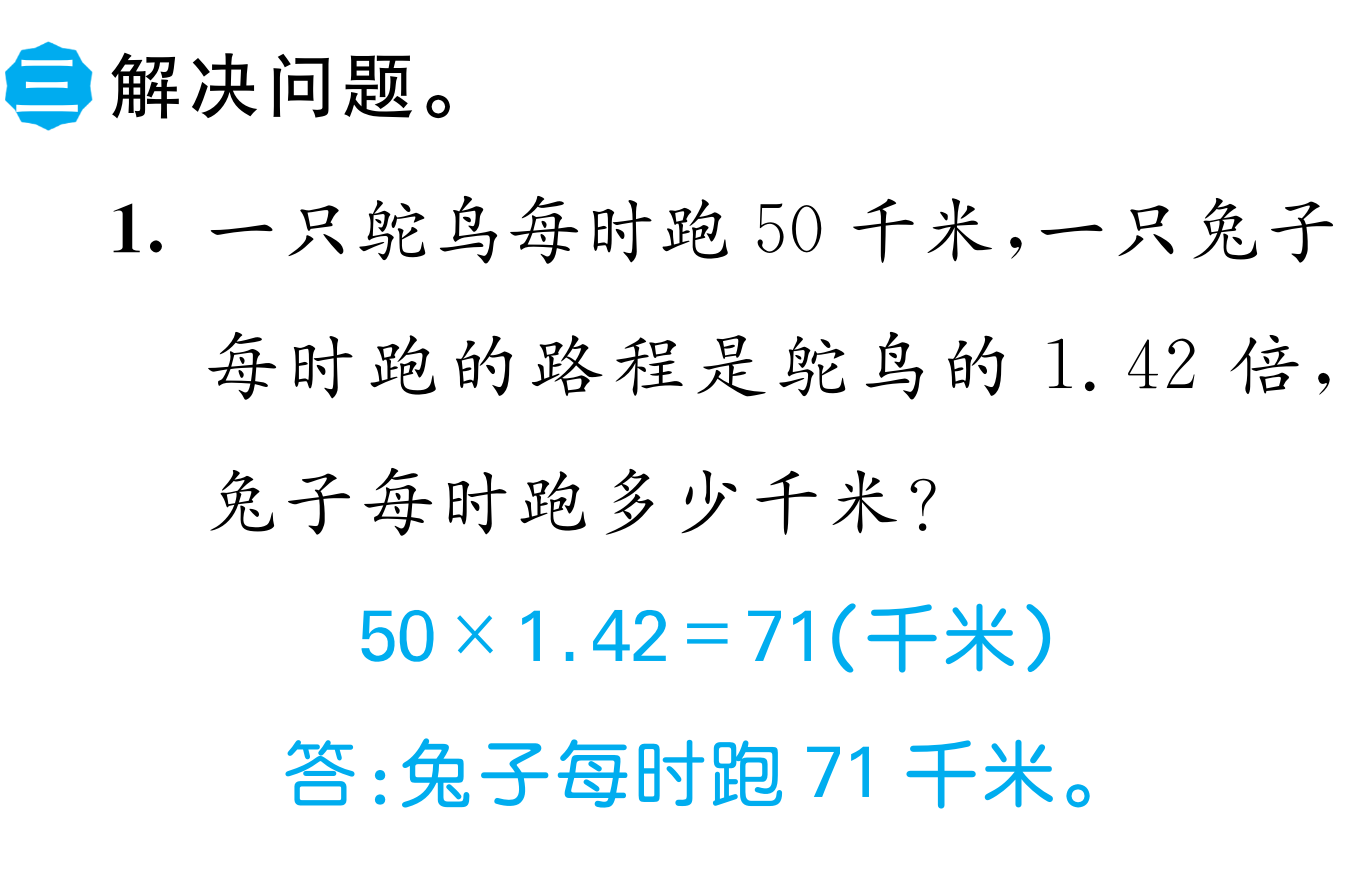 三 解决问题。
1. 一只鸵鸟每时跑 50 千米,一只兔子
每时跑的路程是鸵鸟的 1.42 倍,
兔子每时跑多少千米?
50×1.42=71(千米)
答:兔子每时跑 71 千米。